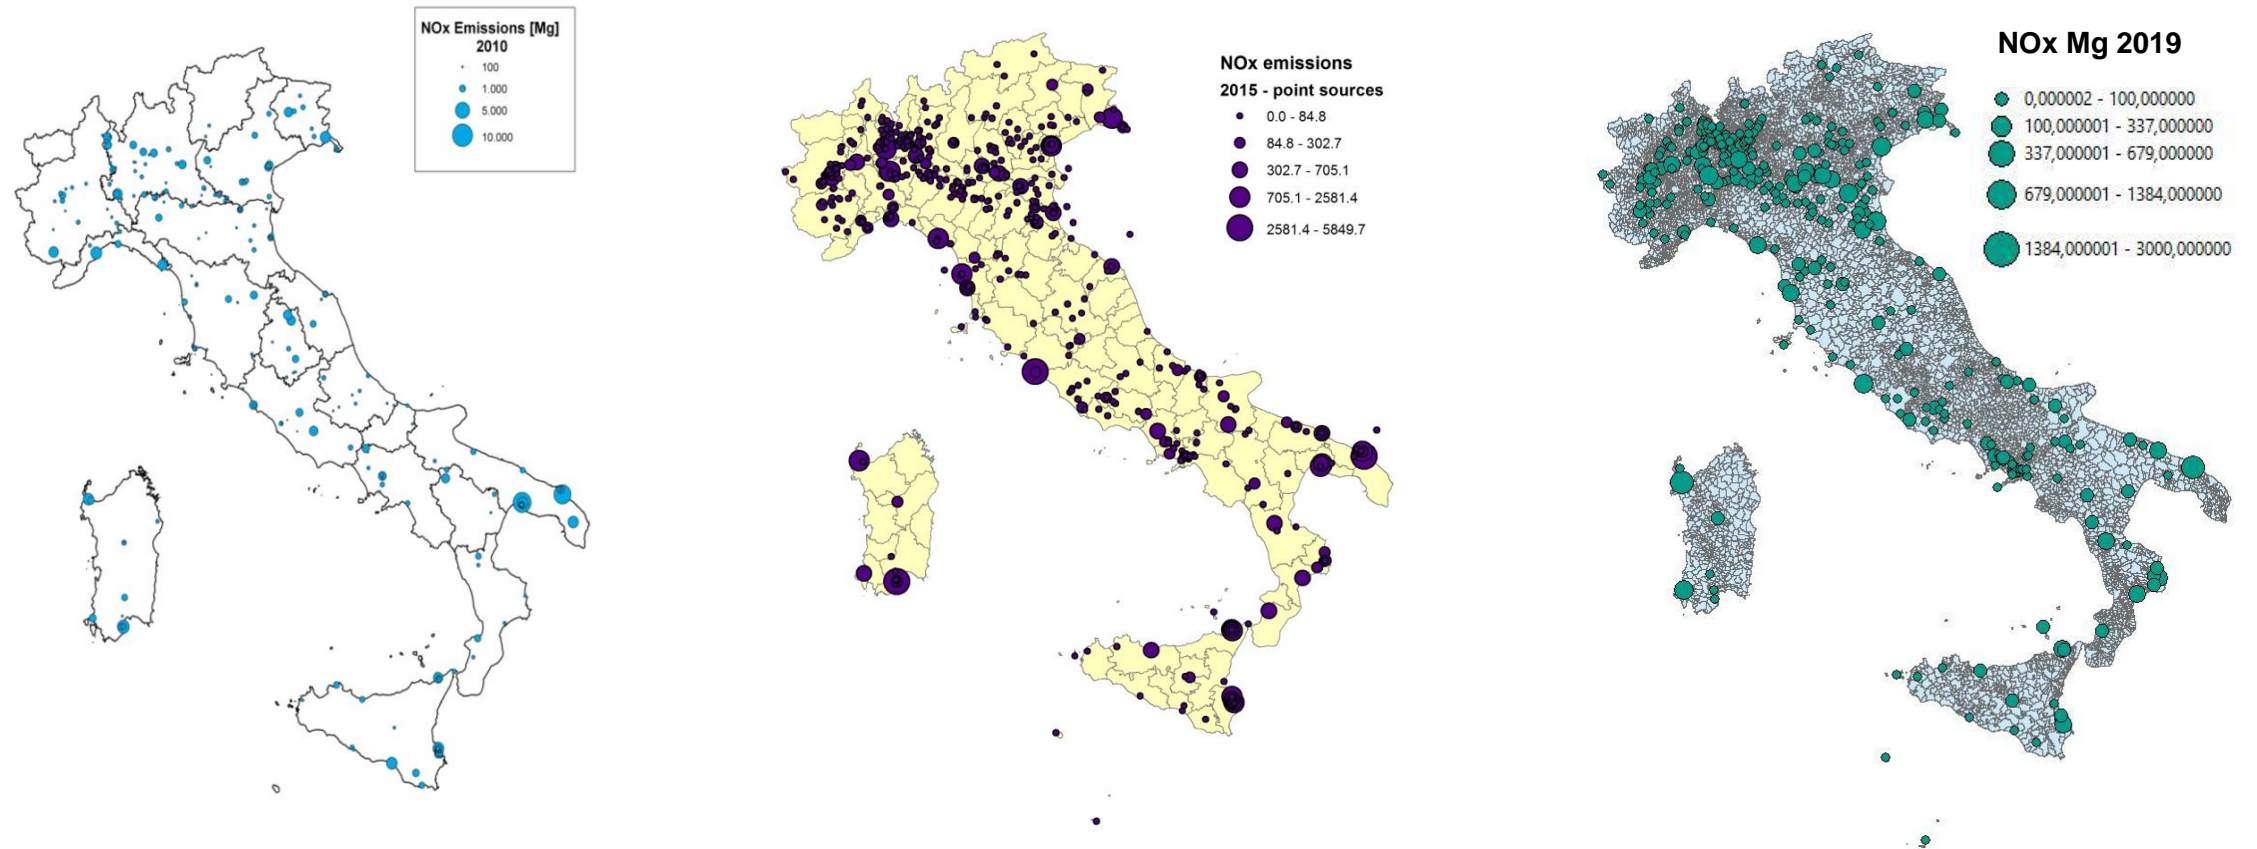 NOx Emissions [Mg]
2010
100
1.000
5.000
10.000
NOx emissions
2015 - point sources
0.0 - 84.8
84.8 - 302.7
302.7 - 705.1
705.1 - 2581.4
2581.4 - 5849.7
NOx Mg 2019
0,000002 - 100,000000
100,000001 - 337,000000
337,000001 - 679,000000
679,000001 - 1384,000000
1384,000001 - 3000,000000